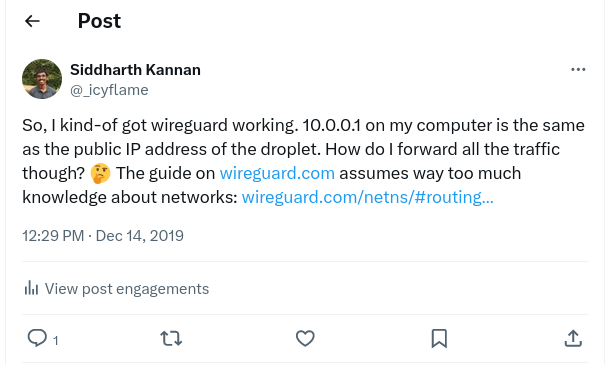 Post
Siddharth Kannan
@_icyflame
So, I kind-of got wireguard working. 10.0.0.1 on my computer is the same
as the public IP address of the droplet. How do I forward all the traffic
though? 🤔 The guide on wireguard.com assumes way too much
knowledge about networks: wireguard.com/netns/#routing...
12:29 PM · Dec 14, 2019
View post engagements
1